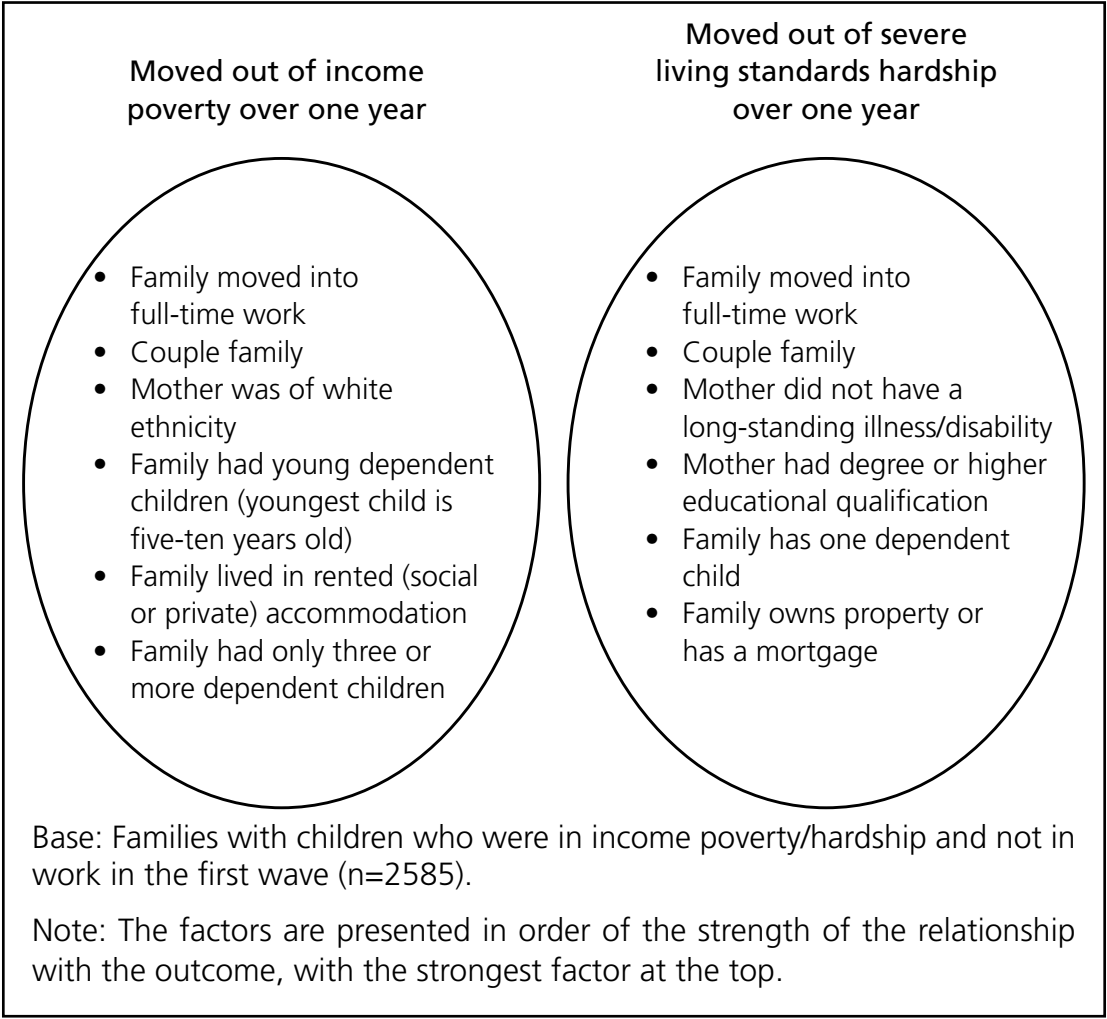 Moved out of income
poverty over one year
Moved out of severe
living standards hardship
over one year
• Family moved into
full-time work
• Couple family
• Mother was of white
ethnicity
• Family had young dependent
children (youngest child is
five-ten years old)
• Family lived in rented (social
or private) accommodation
• Family had only three or
more dependent children
• Family moved into
full-time work
• Couple family
• Mother did not have a
long-standing illness/disability
• Mother had degree or higher
educational qualification
• Family has one dependent
child
• Family owns property or
has a mortgage
Base: Families with children who were in income poverty/hardship and not in
work in the first wave (n=2585).
Note: The factors are presented in order of the strength of the relationship
with the outcome, with the strongest factor at the top.